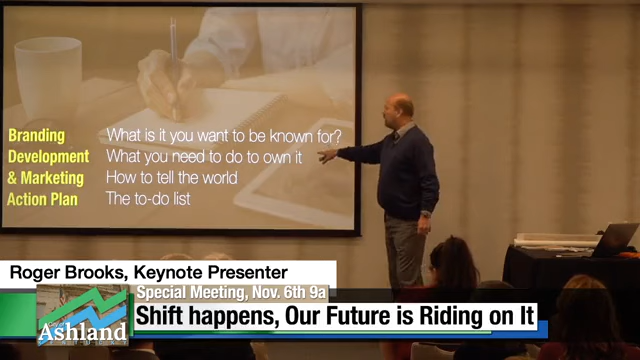 Branding What is it you want to be known for?
Development What you need to do to own it
& Marketing How to tell the world
Action Plan The to-do list
Roger Brooks, Keynote Presenter
Special Meeting, Nov. 6th 9a
Ashland Shift happens, Our Future is Riding on It